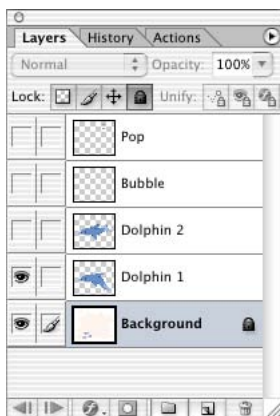 Layers History Actions
Normal Opacity: 100%
Lock: Unify:
Pop
Bubble
Dolphin 2
Dolphin 1
Background